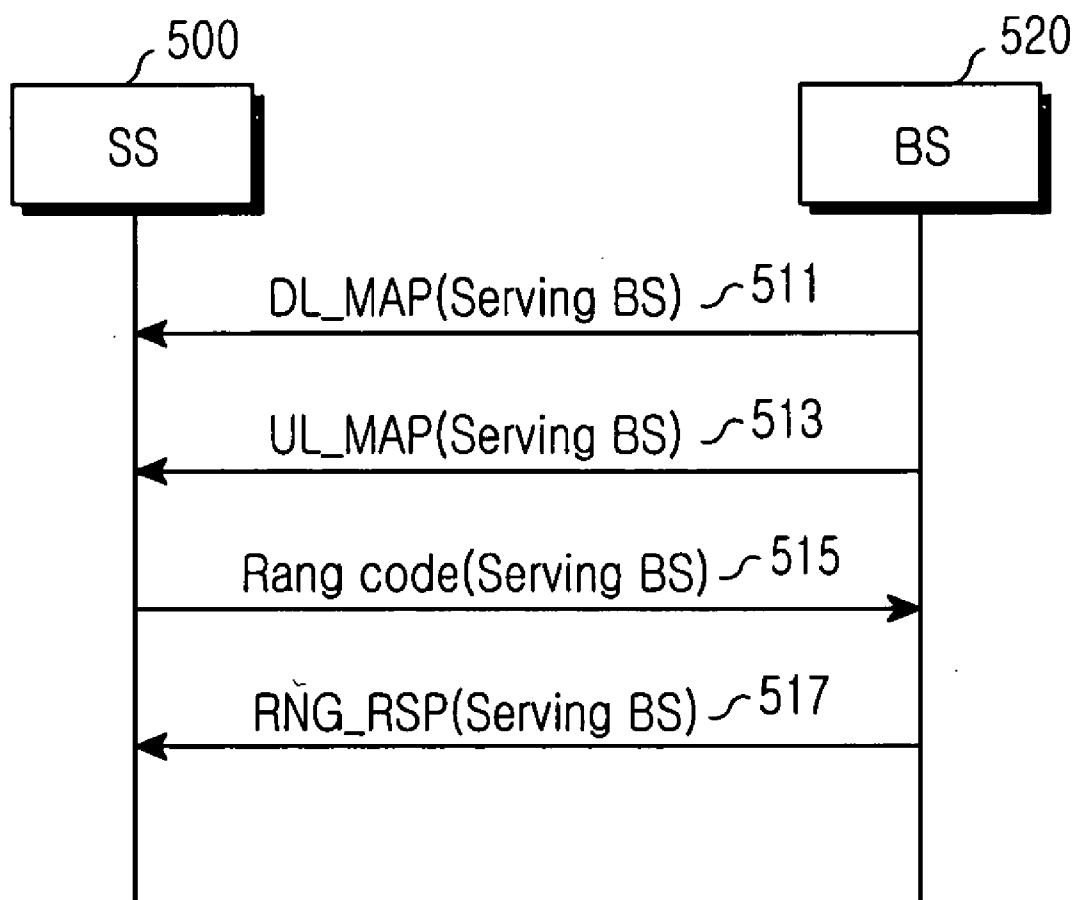 500
520
SS
BS
DL_MAP(Serving BS) 511
UL_MAP(Serving BS) 513
Rang code(Serving BS) 515
RNG_RSP(Serving BS) 517